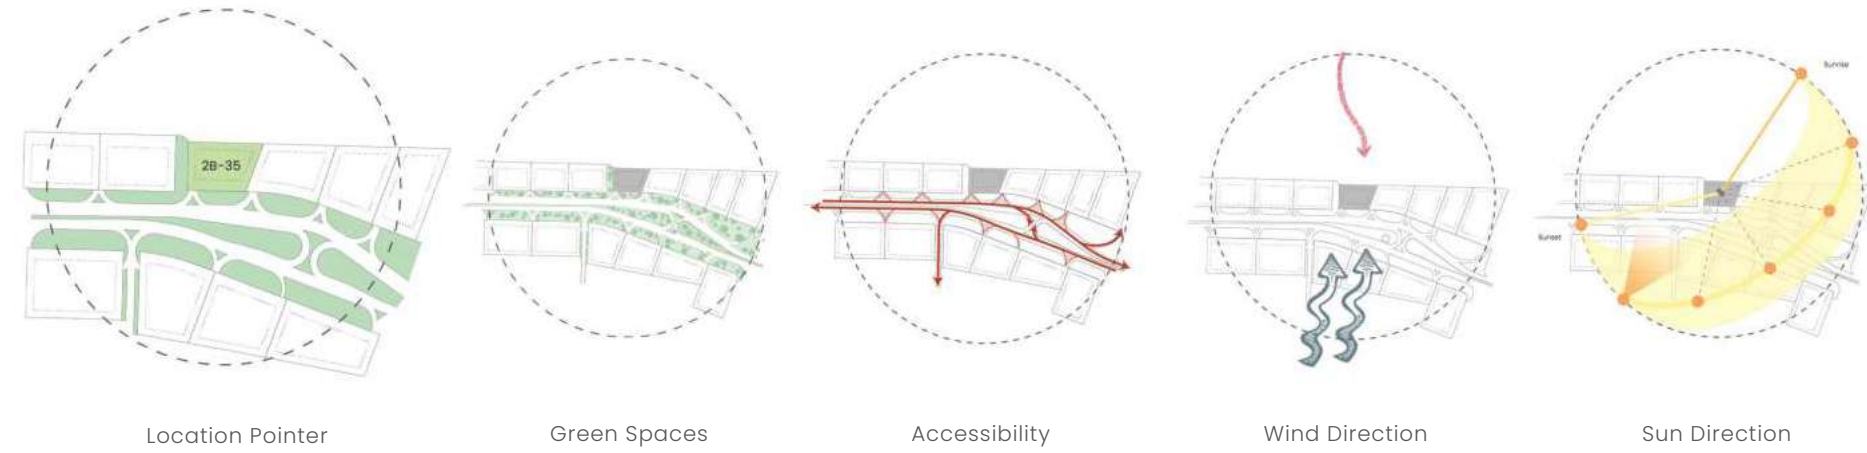 2B-35
Sunrise
Sunset
Location Pointer
Green Spaces
Accessibility
Wind Direction
Sun Direction